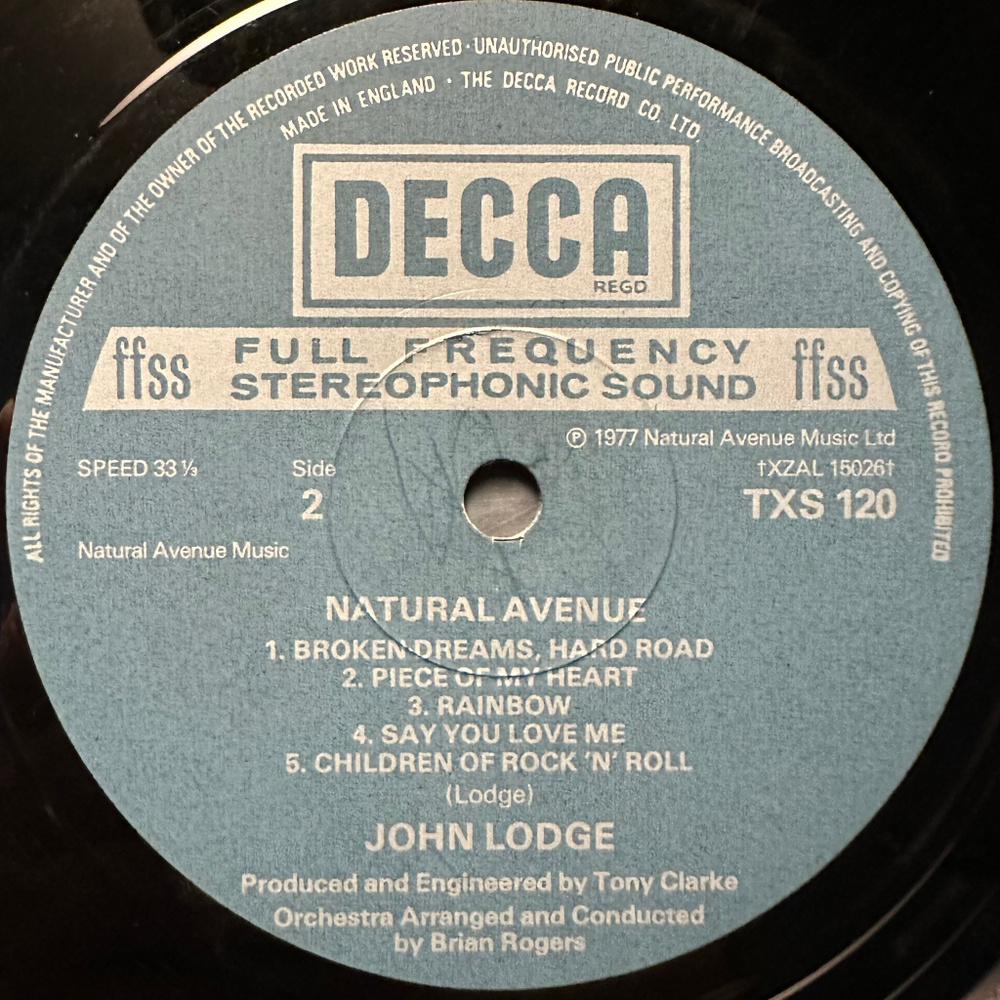 ALL RIGHTS OF THE MANUFACTURER AND OF THE OWNER OF THE RECORDED WORK RESERVED · UNAUTHORISED PUBLIC PERFORMANCE BROADCASTING AND COPYING OF THIS RECORD PROHIBITED
MADE IN ENGLAND · THE DECCA RECORD CO. LTD.
DECCA
REGD
ffss FULL FREQUENCY ffss
STEREOPHONIC SOUND
℗ 1977 Natural Avenue Music Ltd
SPEED 33⅓ Side †XZAL 15026†
2 TXS 120
Natural Avenue Music
NATURAL AVENUE
1. BROKEN DREAMS, HARD ROAD
2. PIECE OF MY HEART
3. RAINBOW
4. SAY YOU LOVE ME
5. CHILDREN OF ROCK 'N' ROLL
(Lodge)
JOHN LODGE
Produced and Engineered by Tony Clarke
Orchestra Arranged and Conducted
by Brian Rogers